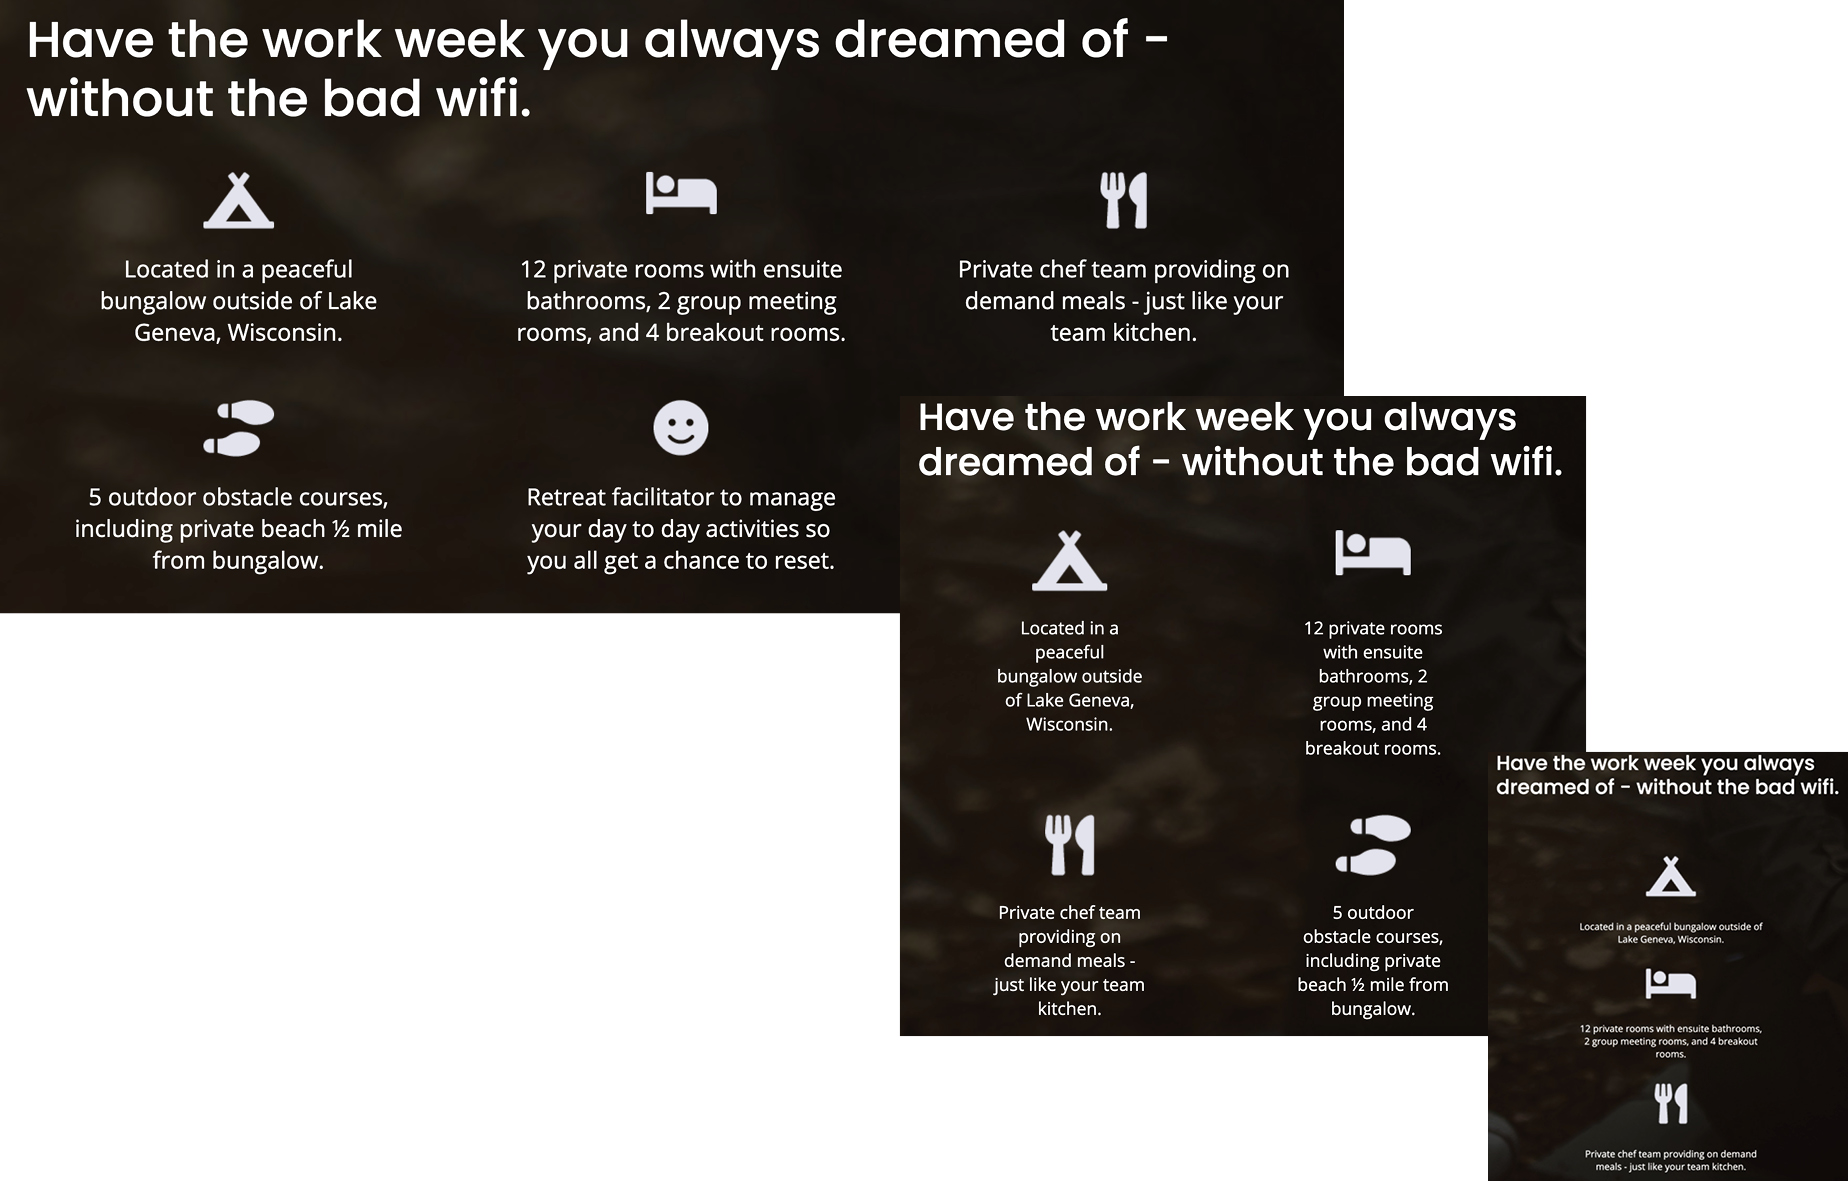 Have the work week you always dreamed of -
without the bad wifi.
Located in a peaceful
bungalow outside of Lake
Geneva, Wisconsin.
12 private rooms with ensuite
bathrooms, 2 group meeting
rooms, and 4 breakout rooms.
Private chef team providing on
demand meals - just like your
team kitchen.
5 outdoor obstacle courses,
including private beach ½ mile
from bungalow.
Retreat facilitator to manage
your day to day activities so
you all get a chance to reset.
Have the work week you always
dreamed of - without the bad wifi.
Located in a
peaceful
bungalow outside
of Lake Geneva,
Wisconsin.
12 private rooms
with ensuite
bathrooms, 2
group meeting
rooms, and 4
breakout rooms.
Private chef team
providing on
demand meals -
just like your team
kitchen.
5 outdoor
obstacle courses,
including private
beach ½ mile from
bungalow.
Have the work week you always
dreamed of - without the bad wifi.
Located in a peaceful bungalow outside of
Lake Geneva, Wisconsin.
12 private rooms with ensuite bathrooms,
2 group meeting rooms, and 4 breakout
rooms.
Private chef team providing on demand
meals - just like your team kitchen.